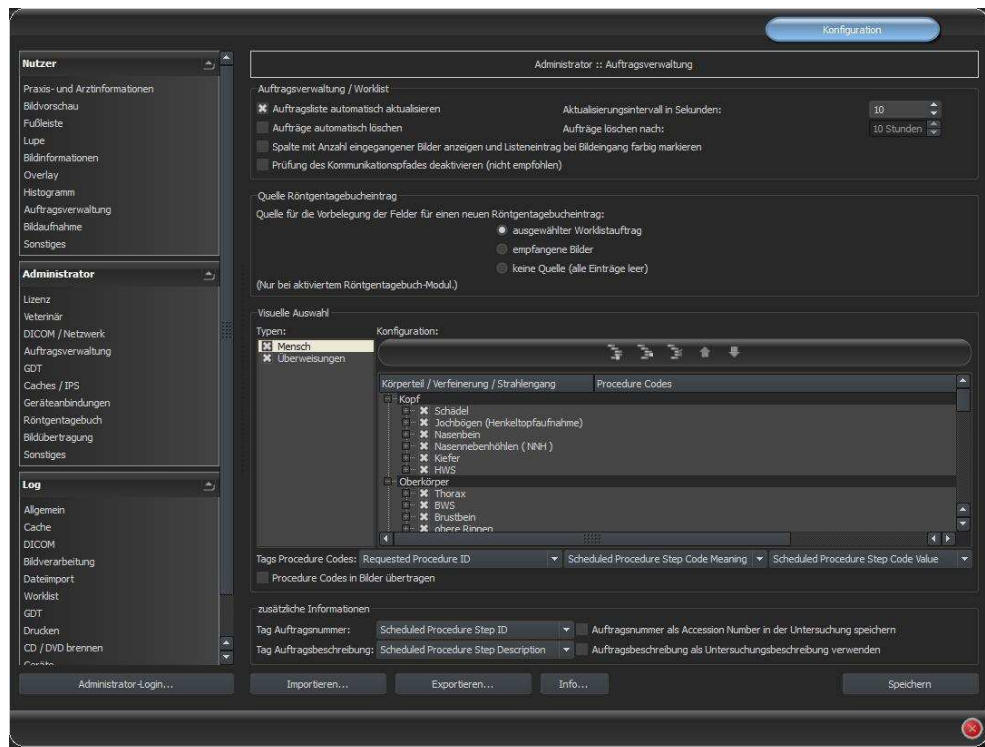 Konfiguration
Nutzer
Praxis- und Arztinformationen
Bildvorschau
Fußleiste
Lupe
Bildinformationen
Overlay
Histogramm
Auftragsverwaltung
Bildaufnahme
Sonstiges
Administrator
Lizenz
Veterinär
DICOM / Netzwerk
Auftragsverwaltung
GDT
Caches / IPS
Geräteanbindungen
Röntgentagebuch
Bildübertragung
Sonstiges
Log
Allgemein
Cache
DICOM
Bildverarbeitung
Dateiimport
Worklist
GDT
Drucken
CD / DVD brennen
Geräte
Administrator-Login...
Administrator :: Auftragsverwaltung
Auftragsverwaltung / Worklist
Auftragsliste automatisch aktualisieren Aktualisierungsintervall in Sekunden: 10
Aufträge automatisch löschen Aufträge löschen nach: 10 Stunden
Spalte mit Anzahl eingegangener Bilder anzeigen und Listeneintrag bei Bildeingang farbig markieren
Prüfung des Kommunikationspfades deaktivieren (nicht empfohlen)
Quelle Röntgentagebucheintrag
Quelle für die Vorbelegung der Felder für einen neuen Röntgentagebucheintrag:
ausgewählter Worklistauftrag
empfangene Bilder
keine Quelle (alle Einträge leer)
(Nur bei aktiviertem Röntgentagebuch-Modul.)
Visuelle Auswahl
Typen: Konfiguration:
Mensch
Überweisungen
Körperteil / Verfeinerung / Strahlengang Procedure Codes
Kopf
Schädel
Jochbögen (Henkeltopfaufnahme)
Nasenbein
Nasennebenhöhlen ( NNH )
Kiefer
HWS
Oberkörper
Thorax
BWS
Brustbein
obere Rippen
Tags Procedure Codes: Requested Procedure ID Scheduled Procedure Step Code Meaning Scheduled Procedure Step Code Value
Procedure Codes in Bilder übertragen
zusätzliche Informationen
Tag Auftragsnummer: Scheduled Procedure Step ID Auftragsnummer als Accession Number in der Untersuchung speichern
Tag Auftragsbeschreibung: Scheduled Procedure Step Description Auftragsbeschreibung als Untersuchungsbeschreibung verwenden
Importieren... Exportieren... Info... Speichern